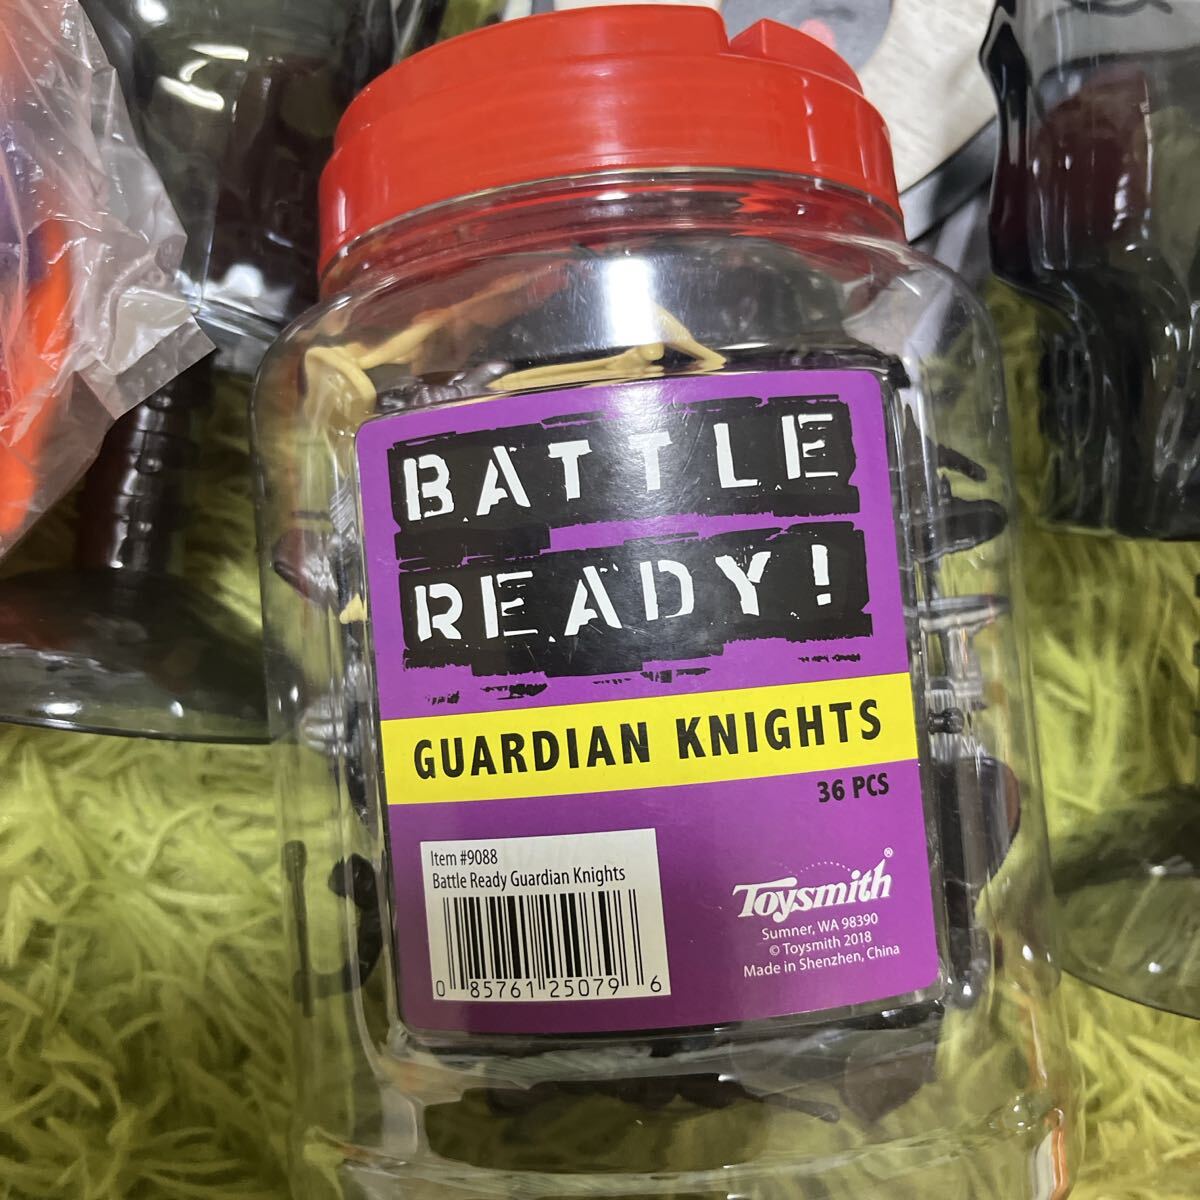 BATTLE
READY!
GUARDIAN KNIGHTS
36 PCS
Item #9088
Battle Ready Guardian Knights
0 85761 25079 6
Toysmith®
Sumner, WA 98390
© Toysmith 2018
Made in Shenzhen, China